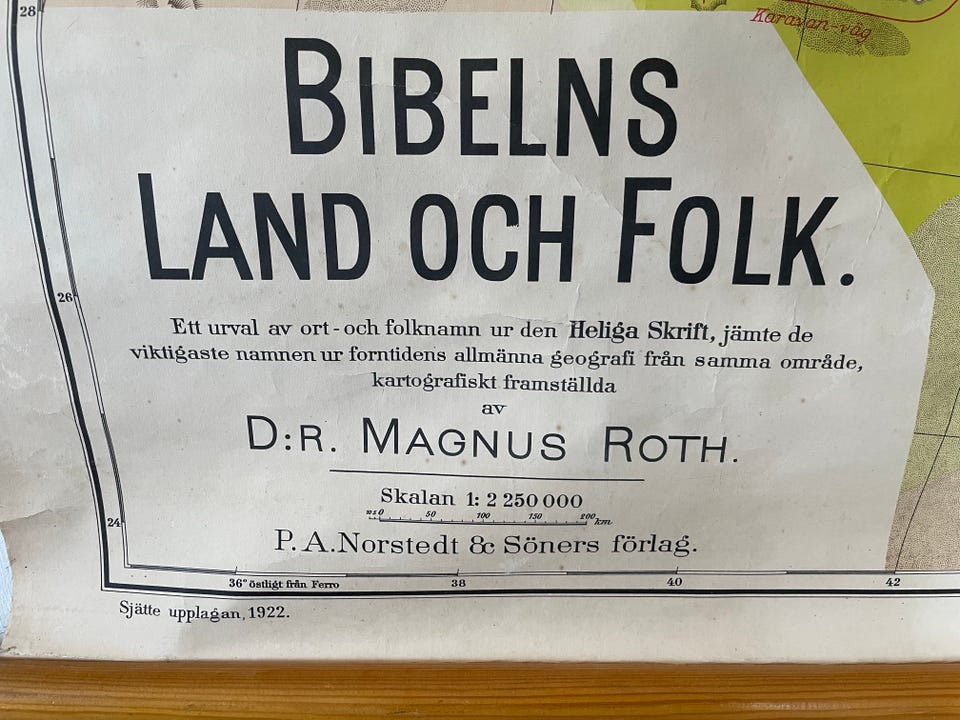 28
Karavan-väg
BIBELNS
LAND OCH FOLK.
26
Ett urval av ort-och folknamn ur den Heliga Skrift, jämte de
viktigaste namnen ur forntidens allmänna geografi från samma område,
kartografiskt framställda
av
D:R. MAGNUS ROTH.
Skalan 1: 2 250 000
0 50 100 150 200 km
24
P. A. Norstedt & Söners förlag.
36° östligt från Ferro 38 40 42
Sjätte upplagan, 1922.